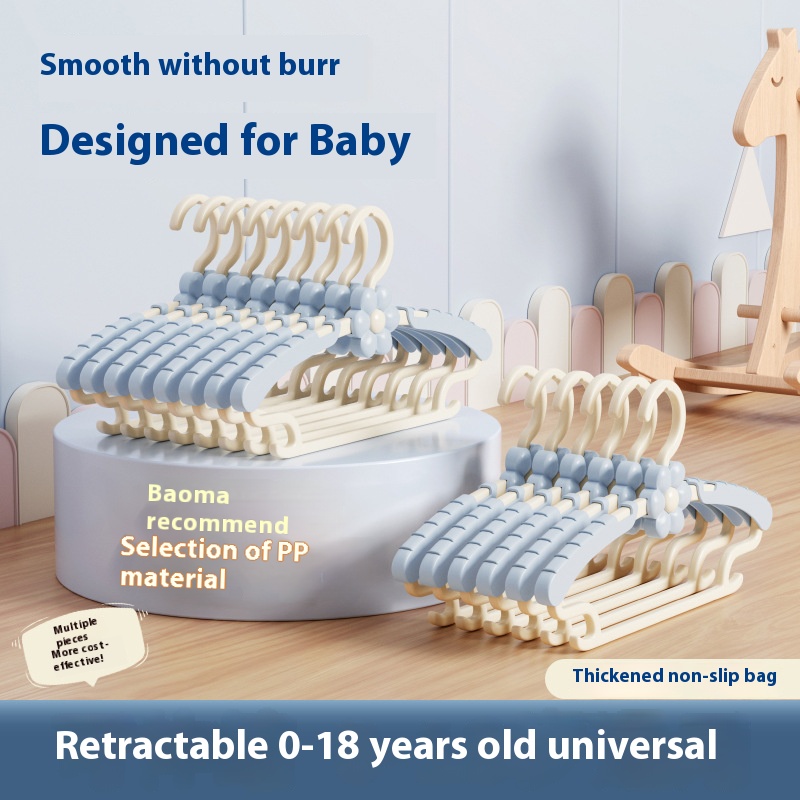 Smooth without burr
Designed for Baby
Baoma
recommend
Selection of PP
material
Multiple
pieces
More cost-
effective!
Thickened non-slip bag
Retractable 0-18 years old universal